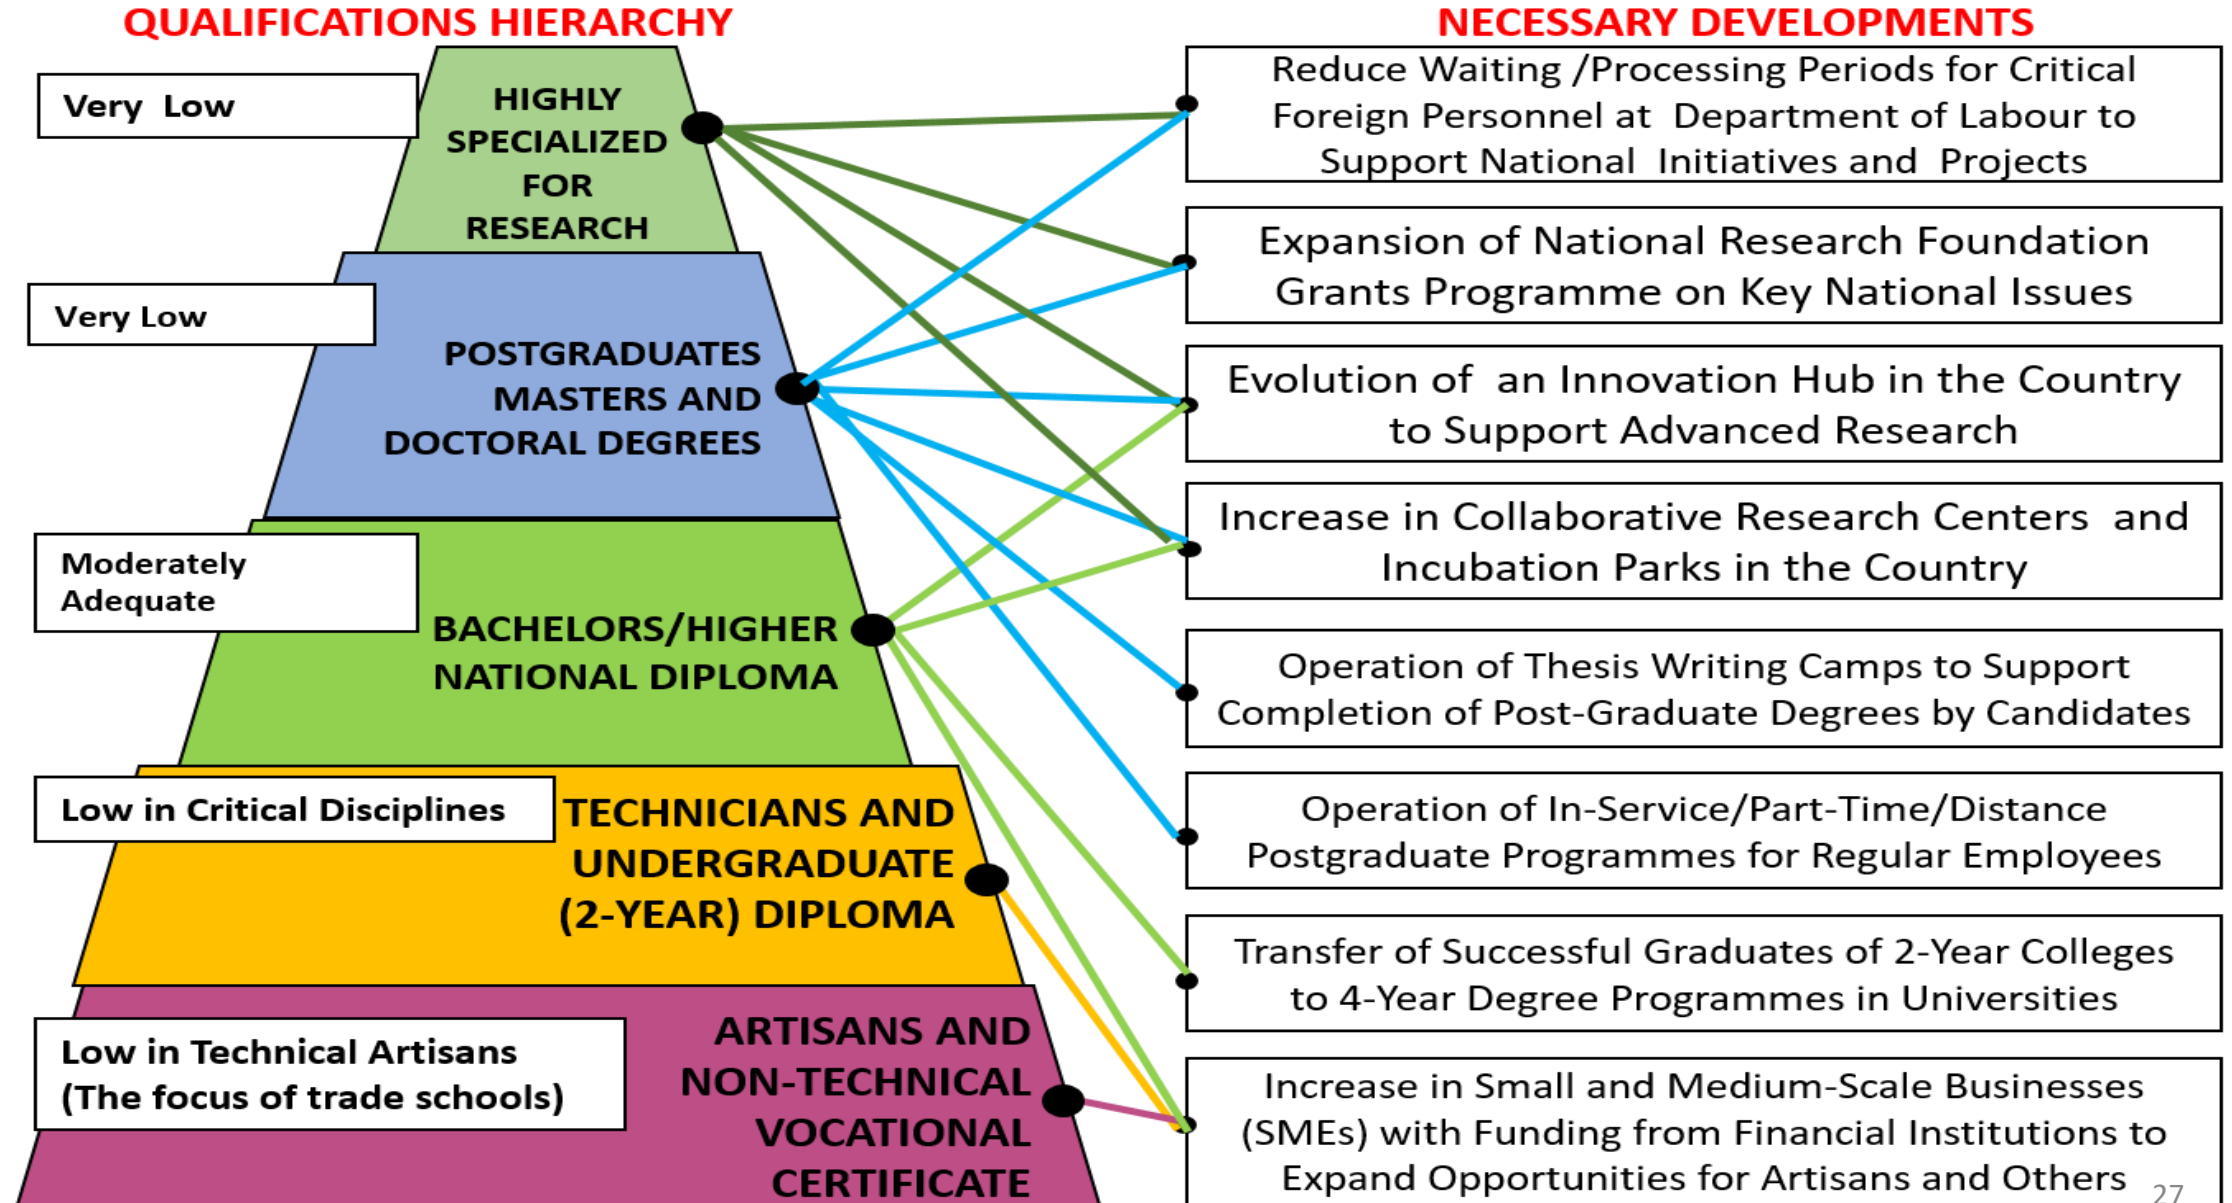 QUALIFICATIONS HIERARCHY
Very Low
HIGHLY
SPECIALIZED
FOR
RESEARCH
Very Low
POSTGRADUATES
MASTERS AND
DOCTORAL DEGREES
Moderately
Adequate
BACHELORS/HIGHER
NATIONAL DIPLOMA
Low in Critical Disciplines
TECHNICIANS AND
UNDERGRADUATE
(2-YEAR) DIPLOMA
Low in Technical Artisans
(The focus of trade schools)
ARTISANS AND
NON-TECHNICAL
VOCATIONAL
CERTIFICATE
NECESSARY DEVELOPMENTS
Reduce Waiting /Processing Periods for Critical
Foreign Personnel at Department of Labour to
Support National Initiatives and Projects
Expansion of National Research Foundation
Grants Programme on Key National Issues
Evolution of an Innovation Hub in the Country
to Support Advanced Research
Increase in Collaborative Research Centers and
Incubation Parks in the Country
Operation of Thesis Writing Camps to Support
Completion of Post-Graduate Degrees by Candidates
Operation of In-Service/Part-Time/Distance
Postgraduate Programmes for Regular Employees
Transfer of Successful Graduates of 2-Year Colleges
to 4-Year Degree Programmes in Universities
Increase in Small and Medium-Scale Businesses
(SMEs) with Funding from Financial Institutions to
Expand Opportunities for Artisans and Others
27